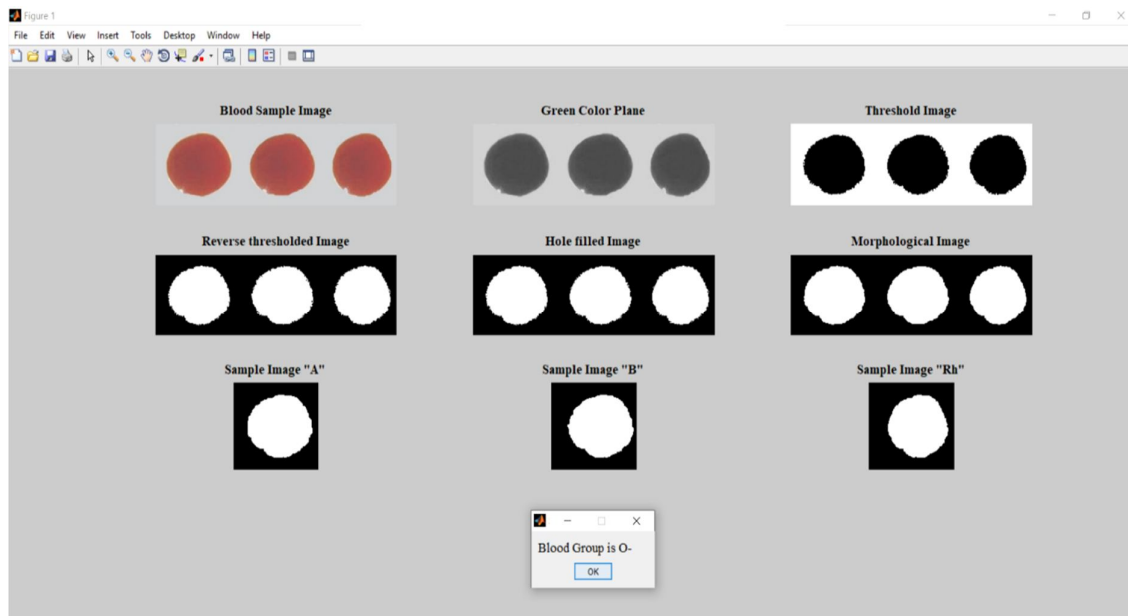 Figure 1
File Edit View Insert Tools Desktop Window Help
Blood Sample Image Green Color Plane Threshold Image
Reverse thresholded Image Hole filled Image Morphological Image
Sample Image "A" Sample Image "B" Sample Image "Rh"
Blood Group is O-
OK